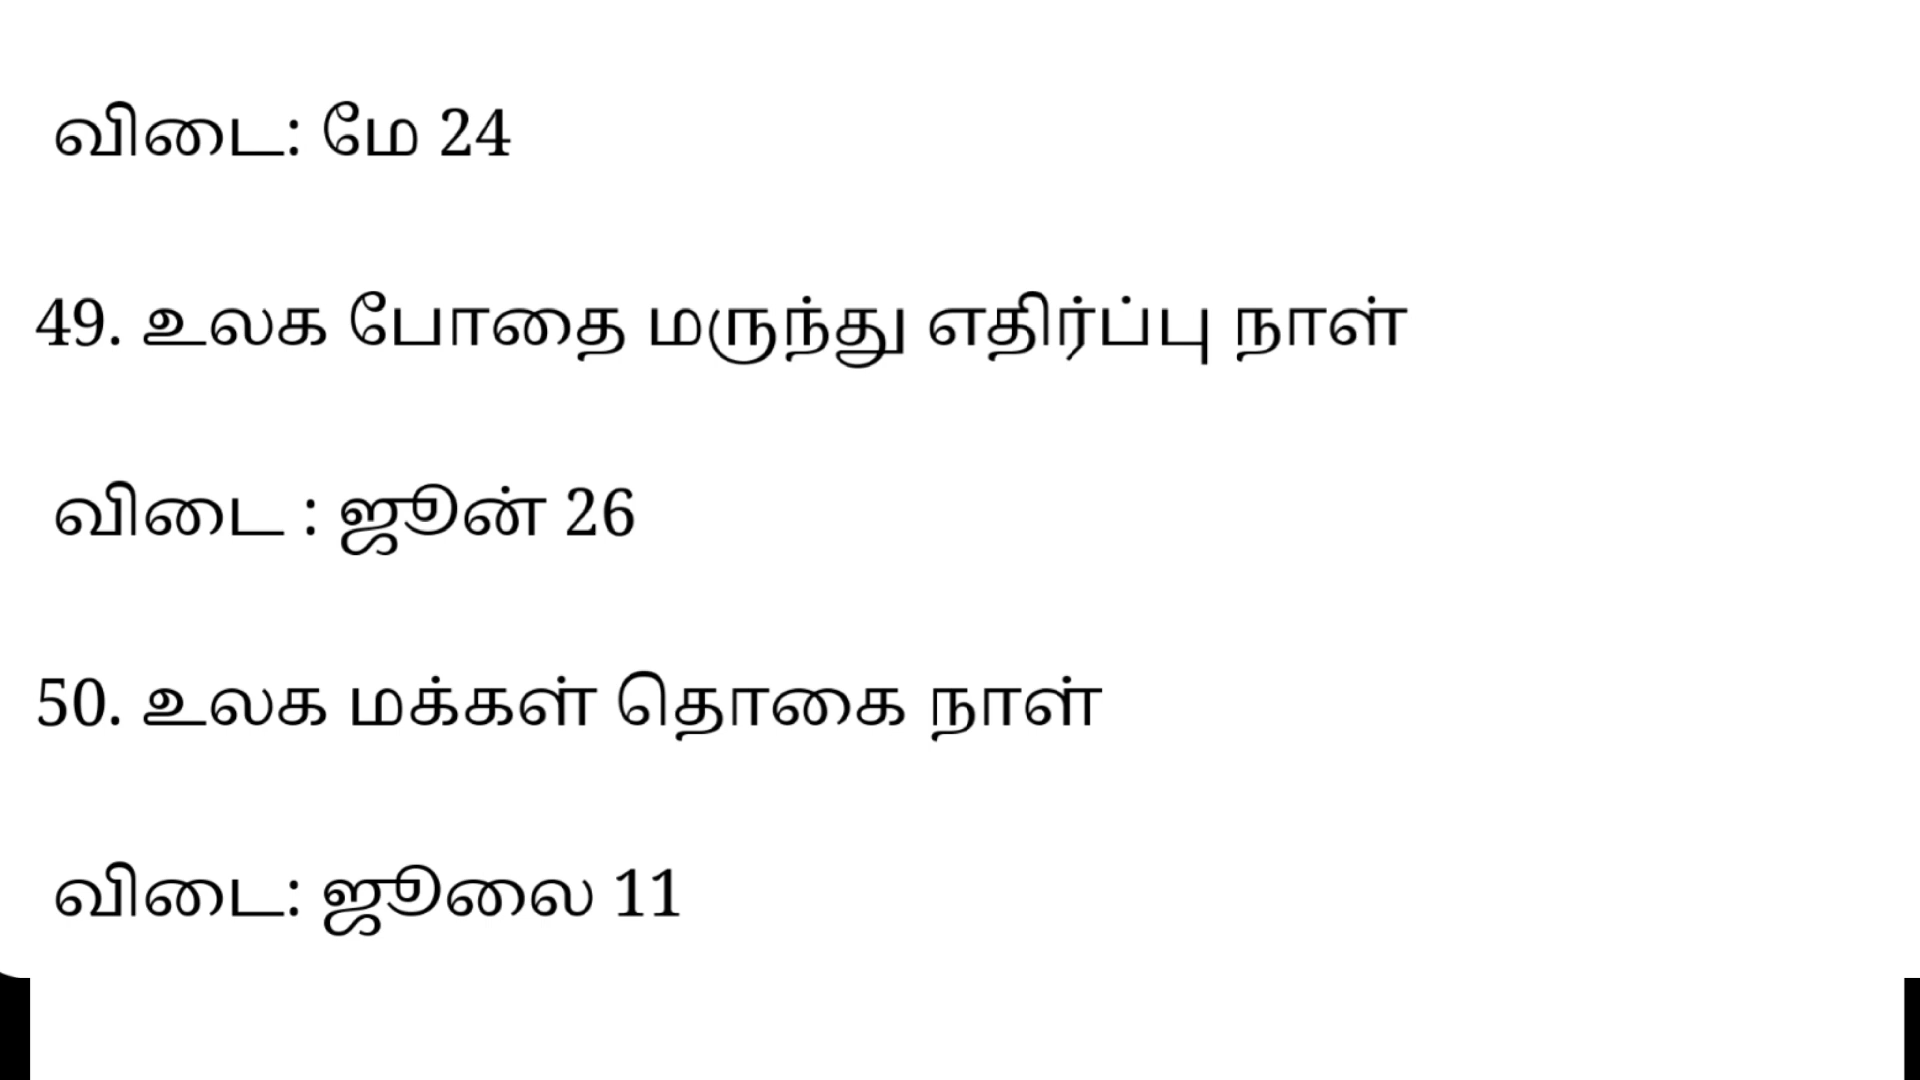 விடை: மே 24
49. உலக போதை மருந்து எதிர்ப்பு நாள்
விடை : ஜூன் 26
50. உலக மக்கள் தொகை நாள்
விடை: ஜூலை 11